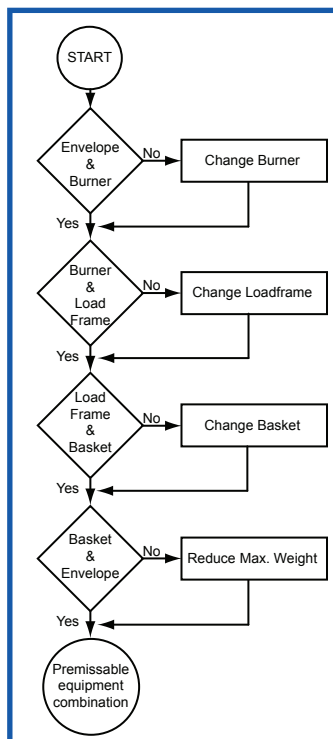 START
Envelope
&
Burner
No
Change Burner
Yes
Burner
&
Load
Frame
No
Change Loadframe
Yes
Load
Frame
&
Basket
No
Change Basket
Yes
Basket
&
Envelope
No
Reduce Max. Weight
Yes
Premissable
equipment
combination